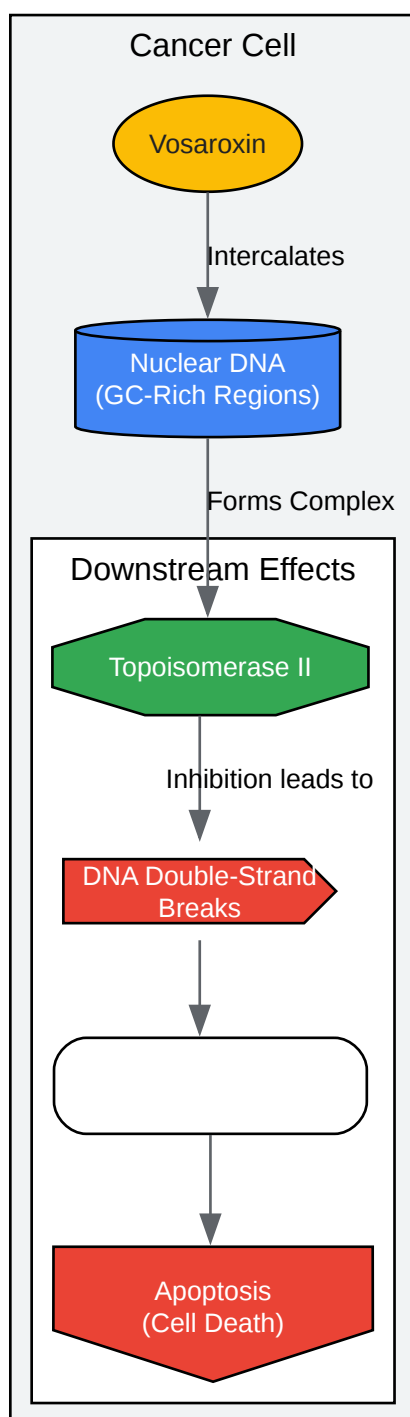 Cancer Cell
Vosaroxin
Intercalates
Nuclear DNA
(GC-Rich Regions)
Forms Complex
Downstream Effects
Topoisomerase II
Inhibition leads to
DNA Double-Strand
Breaks
Apoptosis
(Cell Death)